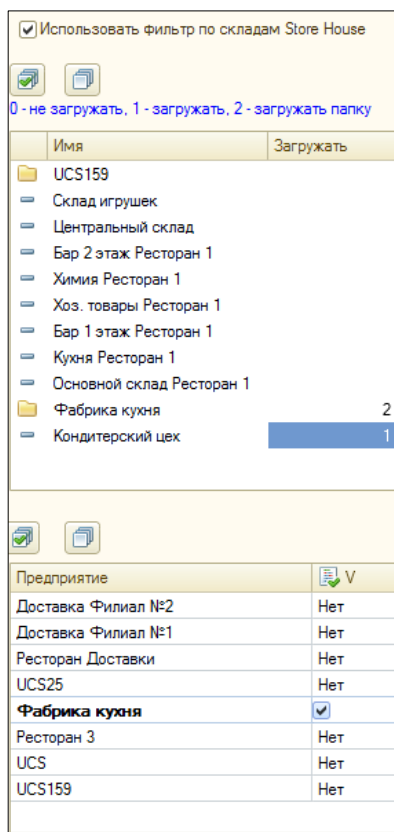 Использовать фильтр по складам Store House
0 - не загружать, 1 - загружать, 2 - загружать папку
Имя Загружать
UCS159
Склад игрушек
Центральный склад
Бар 2 этаж Ресторан 1
Химия Ресторан 1
Хоз. товары Ресторан 1
Бар 1 этаж Ресторан 1
Кухня Ресторан 1
Основной склад Ресторан 1
Фабрика кухня 2
Кондитерский цех 1
Предприятие V
Доставка Филиал №2 Нет
Доставка Филиал №1 Нет
Ресторан Доставки Нет
UCS25 Нет
Фабрика кухня
Ресторан 3 Нет
UCS Нет
UCS159 Нет